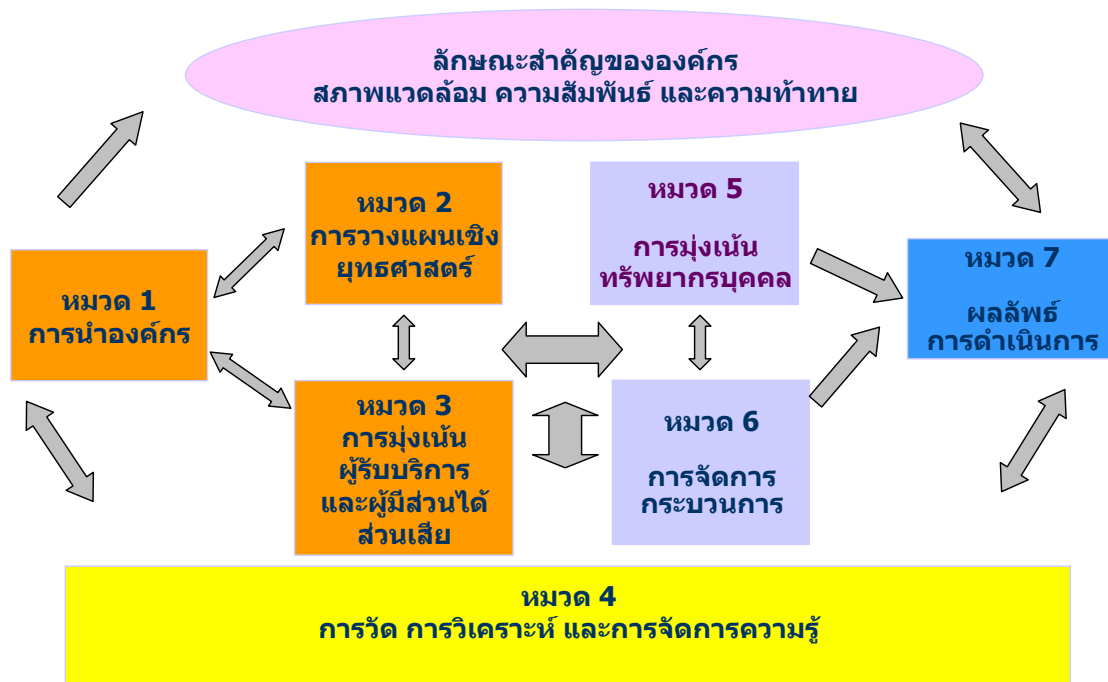 ลักษณะสำคัญขององค์กร
สภาพแวดล้อม ความสัมพันธ์ และความท้าทาย
หมวด 1
การนำองค์กร
หมวด 2
การวางแผนเชิง
ยุทธศาสตร์
หมวด 3
การมุ่งเน้น
ผู้รับบริการ
และผู้มีส่วนได้
ส่วนเสีย
หมวด 5
การมุ่งเน้น
ทรัพยากรบุคคล
หมวด 6
การจัดการ
กระบวนการ
หมวด 7
ผลลัพธ์
การดำเนินการ
หมวด 4
การวัด การวิเคราะห์ และการจัดการความรู้